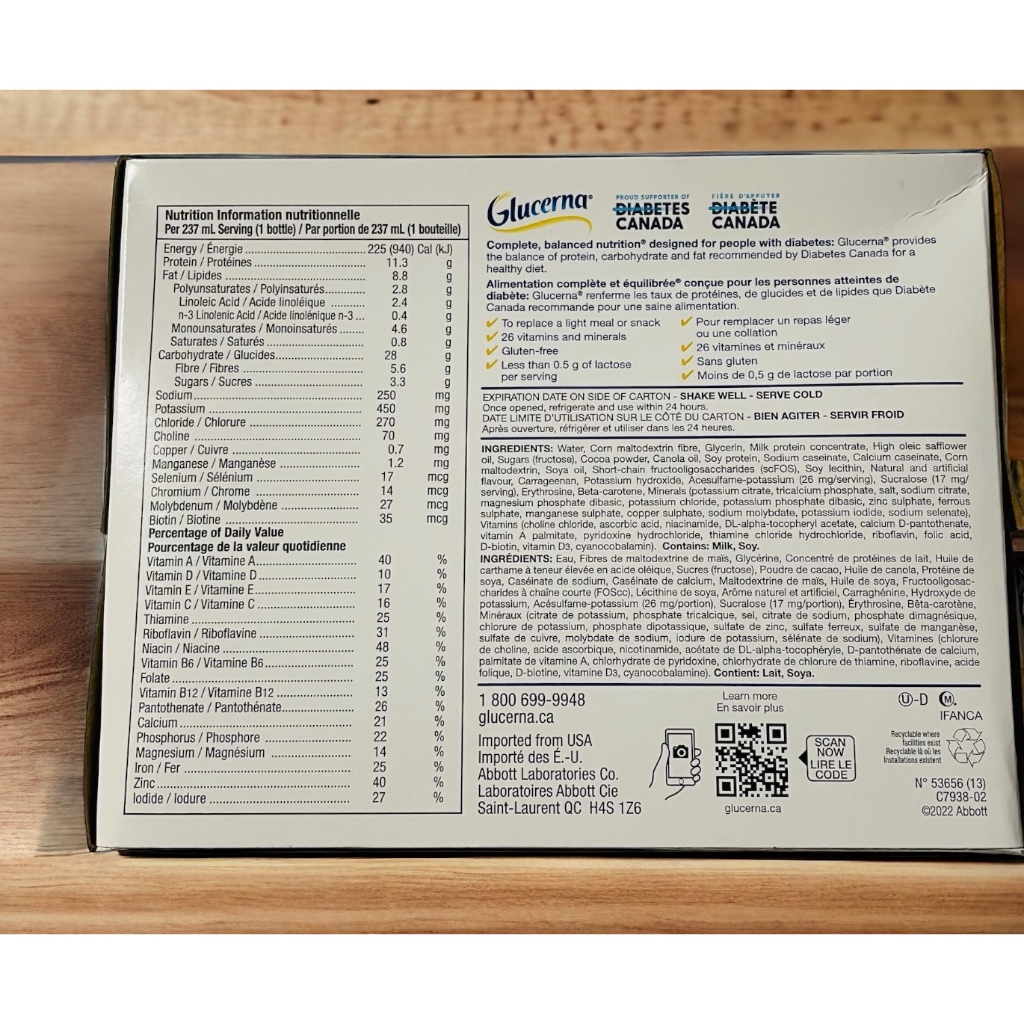 Nutrition Information nutritionnelle
Per 237 mL Serving (1 bottle) / Par portion de 237 mL (1 bouteille)
Energy / Énergie ........ 225 (940) Cal (kJ)
Protein / Protéines ........ 11.3 g
Fat / Lipides ........ 8.8 g
Polyunsaturates / Polyinsaturés ........ 2.8 g
Linoleic Acid / Acide linoléique ........ 2.4 g
n-3 Linolenic Acid / Acide linolénique n-3 ... 0.4 g
Monounsaturates / Monoinsaturés ........ 4.6 g
Saturates / Saturés ........ 0.8 g
Carbohydrate / Glucides ........ 28 g
Fibre / Fibres ........ 5.6 g
Sugars / Sucres ........ 3.3 g
Sodium ........ 250 mg
Potassium ........ 450 mg
Chloride / Chlorure ........ 270 mg
Choline ........ 70 mg
Copper / Cuivre ........ 0.7 mg
Manganese / Manganèse ........ 1.2 mg
Selenium / Sélénium ........ 17 mcg
Chromium / Chrome ........ 14 mcg
Molybdenum / Molybdène ........ 27 mcg
Biotin / Biotine ........ 35 mcg
Percentage of Daily Value
Pourcentage de la valeur quotidienne
Vitamin A / Vitamine A ........ 40 %
Vitamin D / Vitamine D ........ 10 %
Vitamin E / Vitamine E ........ 17 %
Vitamin C / Vitamine C ........ 16 %
Thiamine ........ 25 %
Riboflavin / Riboflavine ........ 31 %
Niacin / Niacine ........ 48 %
Vitamin B6 / Vitamine B6 ........ 25 %
Folate ........ 25 %
Vitamin B12 / Vitamine B12 ........ 13 %
Pantothenate / Pantothénate ........ 26 %
Calcium ........ 21 %
Phosphorus / Phosphore ........ 22 %
Magnesium / Magnésium ........ 14 %
Iron / Fer ........ 25 %
Zinc ........ 40 %
Iodide / Iodure ........ 27 %
Glucerna®
PROUD SUPPORTER OF
DIABETES
CANADA
FIÈRE D'APPUYER
DIABÈTE
CANADA
Complete, balanced nutrition® designed for people with diabetes: Glucerna® provides
the balance of protein, carbohydrate and fat recommended by Diabetes Canada for a
healthy diet.
Alimentation complète et équilibrée® conçue pour les personnes atteintes de
diabète: Glucerna® renferme les taux de protéines, de glucides et de lipides que Diabète
Canada recommande pour une saine alimentation.
✓ To replace a light meal or snack
✓ 26 vitamins and minerals
✓ Gluten-free
✓ Less than 0.5 g of lactose
per serving
✓ Pour remplacer un repas léger
ou une collation
✓ 26 vitamines et minéraux
✓ Sans gluten
✓ Moins de 0,5 g de lactose par portion
EXPIRATION DATE ON SIDE OF CARTON - SHAKE WELL - SERVE COLD
Once opened, refrigerate and use within 24 hours.
DATE LIMITE D'UTILISATION SUR LE CÔTÉ DU CARTON - BIEN AGITER - SERVIR FROID
Après ouverture, réfrigérer et utiliser dans les 24 heures.
INGREDIENTS: Water, Corn maltodextrin fibre, Glycerin, Milk protein concentrate, High oleic safflower
oil, Sugars (fructose), Cocoa powder, Canola oil, Soy protein, Sodium caseinate, Calcium caseinate, Corn
maltodextrin, Soya oil, Short-chain fructooligosaccharides (scFOS), Soy lecithin, Natural and artificial
flavour, Carrageenan, Potassium hydroxide, Acesulfame-potassium (26 mg/serving), Sucralose (17 mg/
serving), Erythrosine, Beta-carotene, Minerals (potassium citrate, tricalcium phosphate, salt, sodium citrate,
magnesium phosphate dibasic, potassium chloride, potassium phosphate dibasic, zinc sulphate, ferrous
sulphate, manganese sulphate, copper sulphate, sodium molybdate, potassium iodide, sodium selenate),
Vitamins (choline chloride, ascorbic acid, niacinamide, DL-alpha-tocopheryl acetate, calcium D-pantothenate,
vitamin A palmitate, pyridoxine hydrochloride, thiamine chloride hydrochloride, riboflavin, folic acid,
D-biotin, vitamin D3, cyanocobalamin). Contains: Milk, Soy.
INGRÉDIENTS: Eau, Fibres de maltodextrine de maïs, Glycérine, Concentré de protéines de lait, Huile de
carthame à teneur élevée en acide oléique, Sucres (fructose), Poudre de cacao, Huile de canola, Protéine de
soya, Caséinate de sodium, Caséinate de calcium, Maltodextrine de maïs, Huile de soya, Fructooligosac-
charides à chaîne courte (FOScc), Lécithine de soya, Arôme naturel et artificiel, Carraghénine, Hydroxyde de
potassium, Acésulfame-potassium (26 mg/portion), Sucralose (17 mg/portion), Érythrosine, Bêta-carotène,
Minéraux (citrate de potassium, phosphate tricalcique, sel, citrate de sodium, phosphate dimagnésique,
chlorure de potassium, phosphate dipotassique, sulfate de zinc, sulfate ferreux, sulfate de manganèse,
sulfate de cuivre, molybdate de sodium, iodure de potassium, sélénate de sodium), Vitamines (chlorure
de choline, acide ascorbique, nicotinamide, acétate de DL-alpha-tocophéryle, D-pantothénate de calcium,
palmitate de vitamine A, chlorhydrate de pyridoxine, chlorhydrate de chlorure de thiamine, riboflavine, acide
folique, D-biotine, vitamine D3, cyanocobalamine). Contient: Lait, Soya.
1 800 699-9948
glucerna.ca
Imported from USA
Importé des É.-U.
Abbott Laboratories Co.
Laboratoires Abbott Cie
Saint-Laurent QC H4S 1Z6
Learn more
En savoir plus
glucerna.ca
SCAN
NOW
LIRE LE
CODE
U-D M
IFANCA
Recyclable where
facilities exist
Recyclable là où les
installations existent
N° 53656 (13)
C7938-02
©2022 Abbott